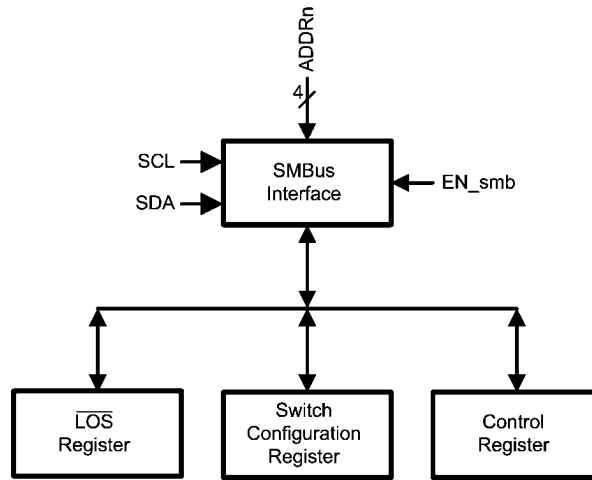 ADDRn
4
SCL
SDA
SMBus
Interface
EN_smb
LOS
Register
Switch
Configuration
Register
Control
Register